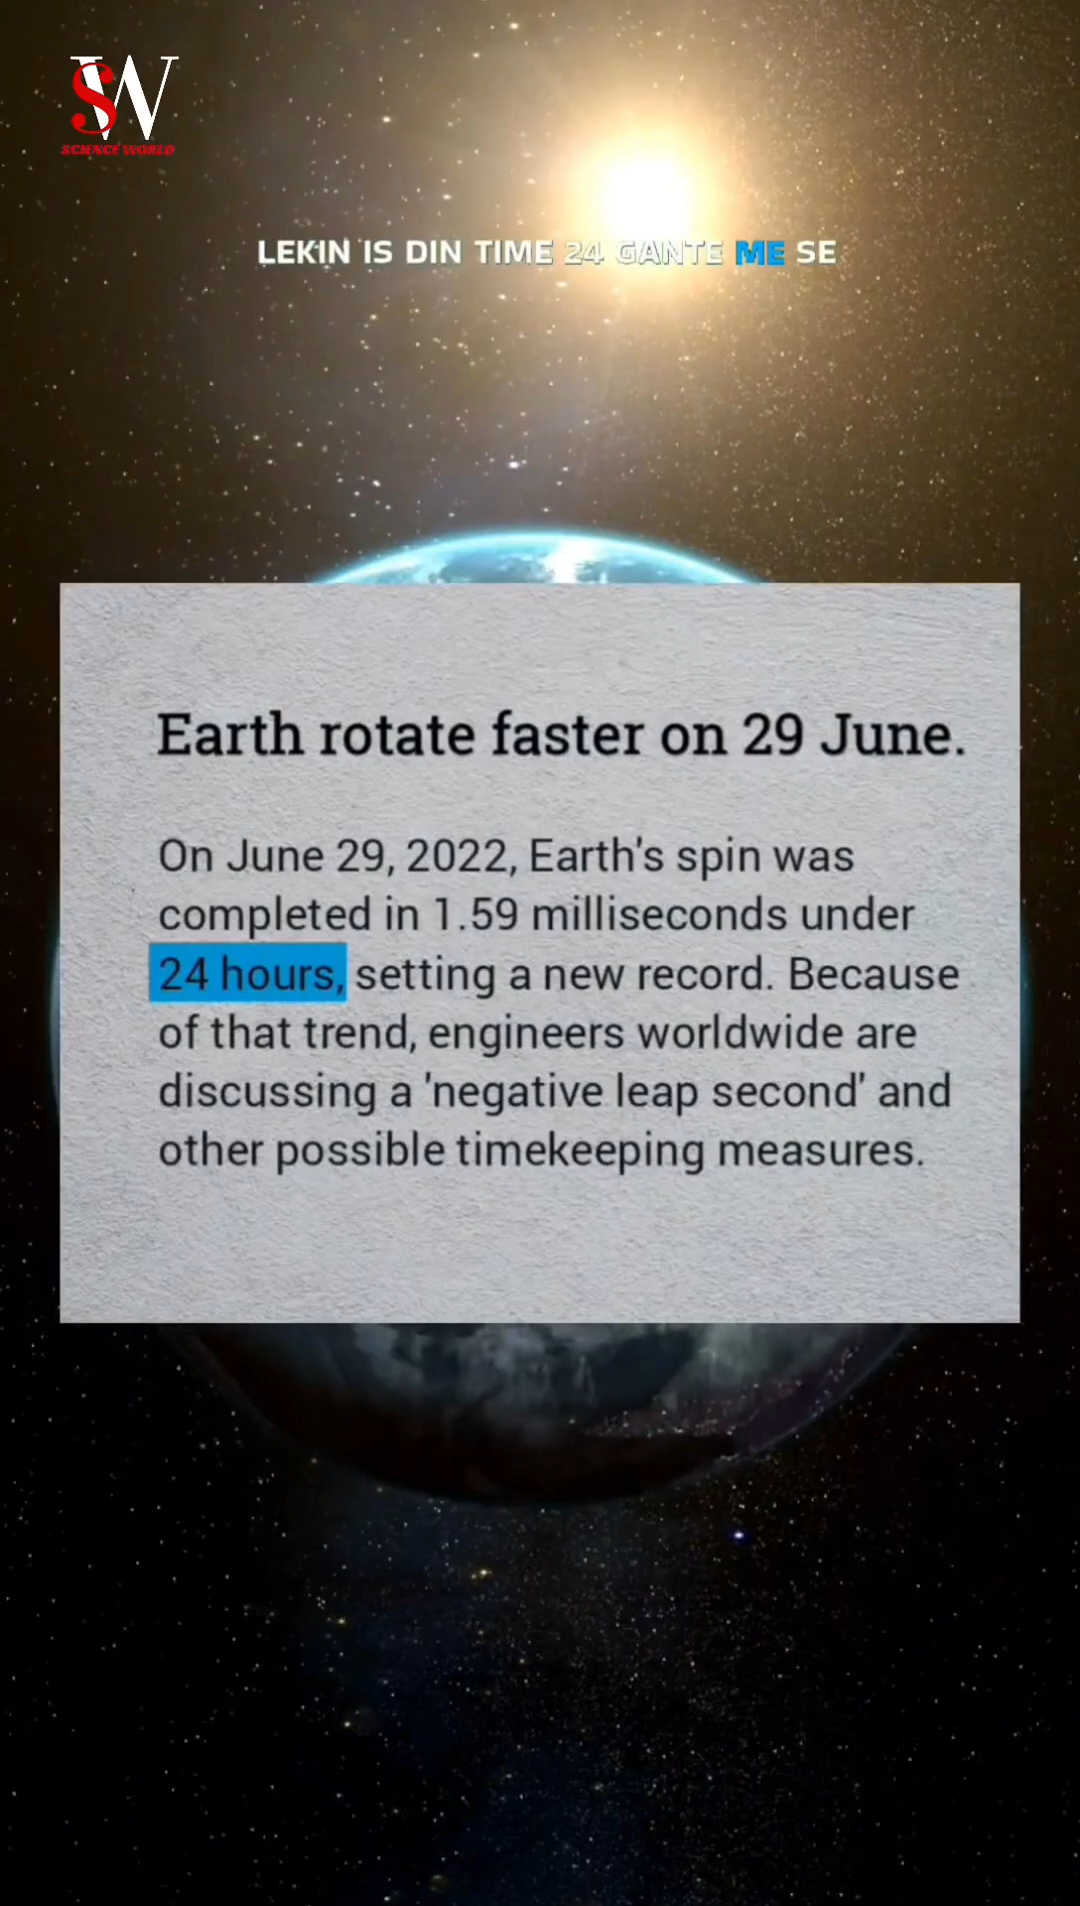 SW
SCIENCE WORLD
LEKIN IS DIN TIME 24 GANTE ME SE
Earth rotate faster on 29 June.
On June 29, 2022, Earth's spin was
completed in 1.59 milliseconds under
24 hours, setting a new record. Because
of that trend, engineers worldwide are
discussing a 'negative leap second' and
other possible timekeeping measures.